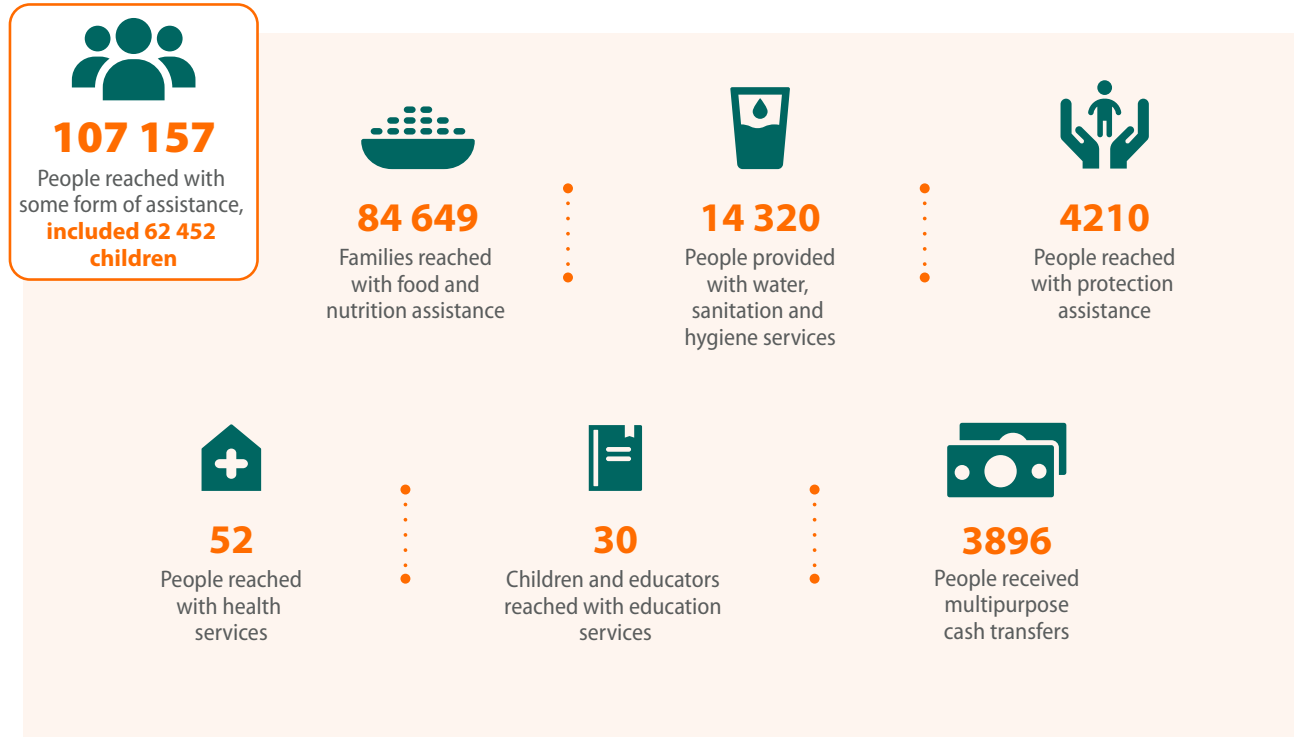 107 157
People reached with
some form of assistance,
included 62 452
children
84 649
Families reached
with food and
nutrition assistance
14 320
People provided
with water,
sanitation and
hygiene services
4210
People reached
with protection
assistance
52
People reached
with health
services
30
Children and educators
reached with education
services
3896
People received
multipurpose
cash transfers